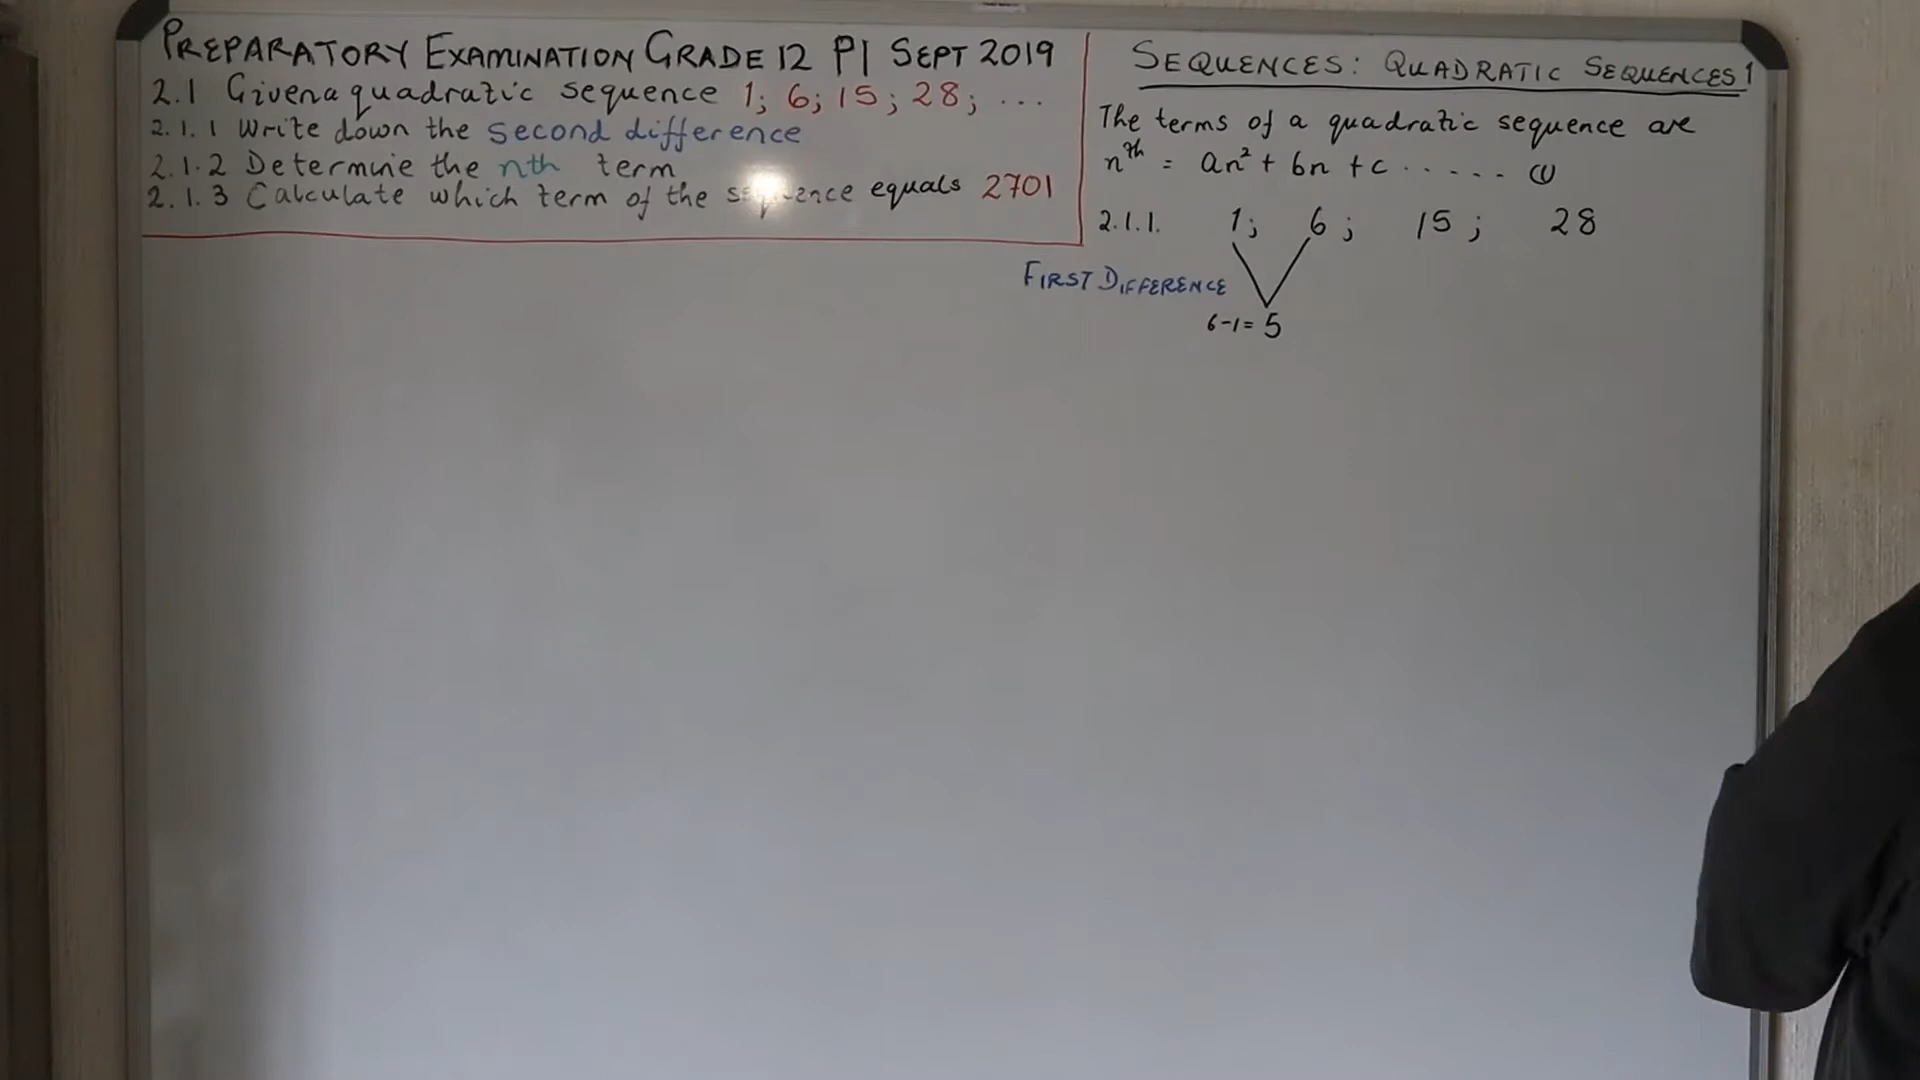 PREPARATORY EXAMINATION GRADE 12 P1 SEPT 2019
2.1 Given a quadratic sequence 1; 6; 15; 28; ...
2.1.1 Write down the second difference
2.1.2 Determine the nth term
2.1.3 Calculate which term of the sequence equals 2701
SEQUENCES: QUADRATIC SEQUENCES 1
The terms of a quadratic sequence are
nth = an² + bn + c ..... (1)
2.1.1. 1; 6; 15; 28
FIRST DIFFERENCE
6-1= 5